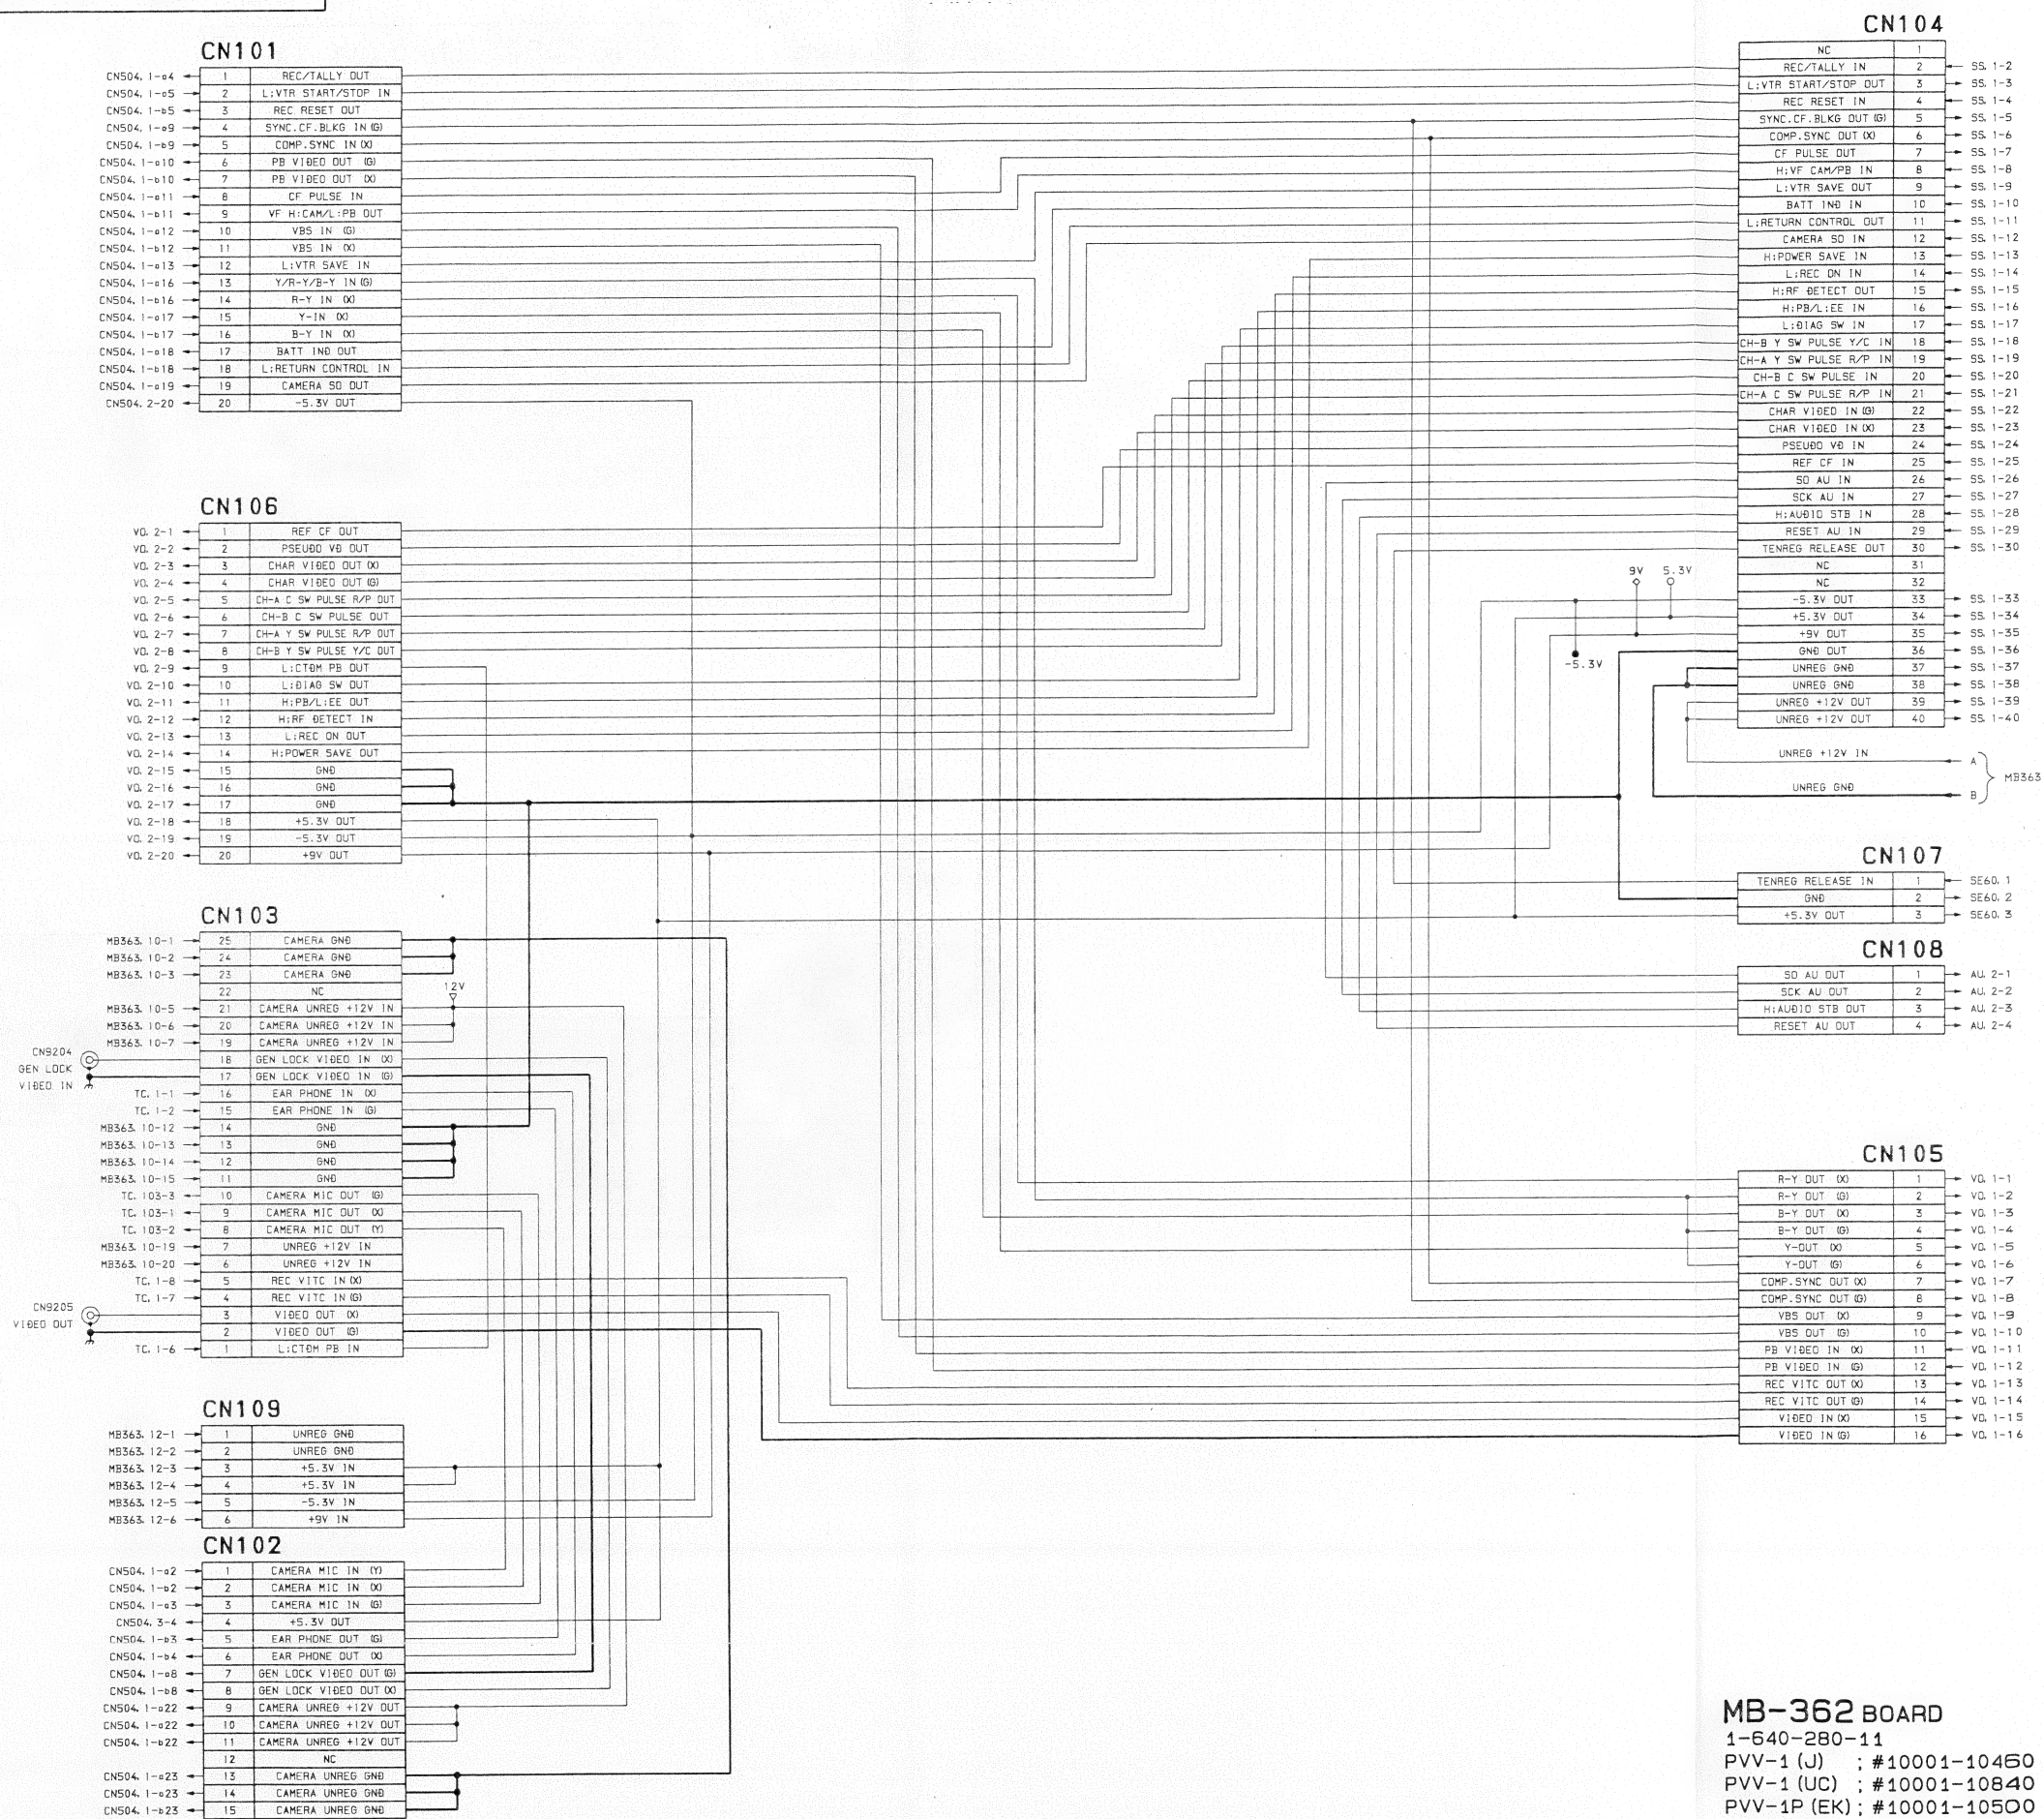 CN101
CN504. 1-a4 1 REC/TALLY OUT
CN504. 1-a5 2 L:VTR START/STOP IN
CN504. 1-b5 3 REC RESET OUT
CN504. 1-a9 4 SYNC.CF.BLKG IN (G)
CN504. 1-b9 5 COMP.SYNC IN (X)
CN504. 1-a10 6 PB VIDEO OUT (G)
CN504. 1-b10 7 PB VIDEO OUT (X)
CN504. 1-a11 8 CF PULSE IN
CN504. 1-b11 9 VF H:CAM/L:PB OUT
CN504. 1-a12 10 VBS IN (G)
CN504. 1-b12 11 VBS IN (X)
CN504. 1-a13 12 L:VTR SAVE IN
CN504. 1-a16 13 Y/R-Y/B-Y IN (G)
CN504. 1-b16 14 R-Y IN (X)
CN504. 1-a17 15 Y-IN (X)
CN504. 1-b17 16 B-Y IN (X)
CN504. 1-a18 17 BATT IND OUT
CN504. 1-b18 18 L:RETURN CONTROL IN
CN504. 1-a19 19 CAMERA SD OUT
CN504. 2-20 20 -5.3V OUT
CN106
VO. 2-1 1 REF CF OUT
VO. 2-2 2 PSEUDO VD OUT
VO. 2-3 3 CHAR VIDEO OUT (X)
VO. 2-4 4 CHAR VIDEO OUT (G)
VO. 2-5 5 CH-A C SW PULSE R/P OUT
VO. 2-6 6 CH-B C SW PULSE OUT
VO. 2-7 7 CH-A Y SW PULSE R/P OUT
VO. 2-8 8 CH-B Y SW PULSE Y/C OUT
VO. 2-9 9 L:CTDM PB OUT
VO. 2-10 10 L:DIAG SW OUT
VO. 2-11 11 H:PB/L:EE OUT
VO. 2-12 12 H:RF DETECT IN
VO. 2-13 13 L:REC ON OUT
VO. 2-14 14 H:POWER SAVE OUT
VO. 2-15 15 GND
VO. 2-16 16 GND
VO. 2-17 17 GND
VO. 2-18 18 +5.3V OUT
VO. 2-19 19 -5.3V OUT
VO. 2-20 20 +9V OUT
CN103
MB363. 10-1 25 CAMERA GND
MB363. 10-2 24 CAMERA GND
MB363. 10-3 23 CAMERA GND
22 NC
12V
MB363. 10-5 21 CAMERA UNREG +12V IN
MB363. 10-6 20 CAMERA UNREG +12V IN
MB363. 10-7 19 CAMERA UNREG +12V IN
CN9204
GEN LOCK
VIDEO IN
18 GEN LOCK VIDEO IN (X)
17 GEN LOCK VIDEO IN (G)
TC. 1-1 16 EAR PHONE IN (X)
TC. 1-2 15 EAR PHONE IN (G)
MB363. 10-12 14 GND
MB363. 10-13 13 GND
MB363. 10-14 12 GND
MB363. 10-15 11 GND
TC. 103-3 10 CAMERA MIC OUT (G)
TC. 103-1 9 CAMERA MIC OUT (X)
TC. 103-2 8 CAMERA MIC OUT (Y)
MB363. 10-19 7 UNREG +12V IN
MB363. 10-20 6 UNREG +12V IN
TC. 1-8 5 REC VITC IN (X)
TC. 1-7 4 REC VITC IN (G)
CN9205
VIDEO OUT
3 VIDEO OUT (X)
2 VIDEO OUT (G)
TC. 1-6 1 L:CTDM PB IN
CN109
MB363. 12-1 1 UNREG GND
MB363. 12-2 2 UNREG GND
MB363. 12-3 3 +5.3V IN
MB363. 12-4 4 +5.3V IN
MB363. 12-5 5 -5.3V IN
MB363. 12-6 6 +9V IN
CN102
CN504. 1-a2 1 CAMERA MIC IN (Y)
CN504. 1-b2 2 CAMERA MIC IN (X)
CN504. 1-a3 3 CAMERA MIC IN (G)
CN504. 3-4 4 +5.3V OUT
CN504. 1-b3 5 EAR PHONE OUT (G)
CN504. 1-b4 6 EAR PHONE OUT (X)
CN504. 1-a8 7 GEN LOCK VIDEO OUT (G)
CN504. 1-b8 8 GEN LOCK VIDEO OUT (X)
CN504. 1-a22 9 CAMERA UNREG +12V OUT
CN504. 1-a22 10 CAMERA UNREG +12V OUT
CN504. 1-b22 11 CAMERA UNREG +12V OUT
12 NC
CN504. 1-a23 13 CAMERA UNREG GND
CN504. 1-a23 14 CAMERA UNREG GND
CN504. 1-b23 15 CAMERA UNREG GND
CN104
NC 1
REC/TALLY IN 2 SS. 1-2
L:VTR START/STOP OUT 3 SS. 1-3
REC RESET IN 4 SS. 1-4
SYNC.CF.BLKG OUT (G) 5 SS. 1-5
COMP.SYNC OUT (X) 6 SS. 1-6
CF PULSE OUT 7 SS. 1-7
H:VF CAM/PB IN 8 SS. 1-8
L:VTR SAVE OUT 9 SS. 1-9
BATT IND IN 10 SS. 1-10
L:RETURN CONTROL OUT 11 SS. 1-11
CAMERA SD IN 12 SS. 1-12
H:POWER SAVE IN 13 SS. 1-13
L:REC ON IN 14 SS. 1-14
H:RF DETECT OUT 15 SS. 1-15
H:PB/L:EE IN 16 SS. 1-16
L:DIAG SW IN 17 SS. 1-17
CH-B Y SW PULSE Y/C IN 18 SS. 1-18
CH-A Y SW PULSE R/P IN 19 SS. 1-19
CH-B C SW PULSE IN 20 SS. 1-20
CH-A C SW PULSE R/P IN 21 SS. 1-21
CHAR VIDEO IN (G) 22 SS. 1-22
CHAR VIDEO IN (X) 23 SS. 1-23
PSEUDO VD IN 24 SS. 1-24
REF CF IN 25 SS. 1-25
SD AU IN 26 SS. 1-26
SCK AU IN 27 SS. 1-27
H:AUDIO STB IN 28 SS. 1-28
RESET AU IN 29 SS. 1-29
TENREG RELEASE OUT 30 SS. 1-30
NC 31
NC 32
9V 5.3V
-5.3V OUT 33 SS. 1-33
+5.3V OUT 34 SS. 1-34
+9V OUT 35 SS. 1-35
GND OUT 36 SS. 1-36
-5.3V
UNREG GND 37 SS. 1-37
UNREG GND 38 SS. 1-38
UNREG +12V OUT 39 SS. 1-39
UNREG +12V OUT 40 SS. 1-40
UNREG +12V IN A
MB363
UNREG GND B
CN107
TENREG RELEASE IN 1 SE60. 1
GND 2 SE60. 2
+5.3V OUT 3 SE60. 3
CN108
SD AU OUT 1 AU. 2-1
SCK AU OUT 2 AU. 2-2
H:AUDIO STB OUT 3 AU. 2-3
RESET AU OUT 4 AU. 2-4
CN105
R-Y OUT (X) 1 VO. 1-1
R-Y OUT (G) 2 VO. 1-2
B-Y OUT (X) 3 VO. 1-3
B-Y OUT (G) 4 VO. 1-4
Y-OUT (X) 5 VO. 1-5
Y-OUT (G) 6 VO. 1-6
COMP.SYNC OUT (X) 7 VO. 1-7
COMP.SYNC OUT (G) 8 VO. 1-8
VBS OUT (X) 9 VO. 1-9
VBS OUT (G) 10 VO. 1-10
PB VIDEO IN (X) 11 VO. 1-11
PB VIDEO IN (G) 12 VO. 1-12
REC VITC OUT (X) 13 VO. 1-13
REC VITC OUT (G) 14 VO. 1-14
VIDEO IN (X) 15 VO. 1-15
VIDEO IN (G) 16 VO. 1-16
MB-362 BOARD
1-640-280-11
PVV-1 (J) ; #10001-10460
PVV-1 (UC) ; #10001-10840
PVV-1P (EK) ; #10001-10500